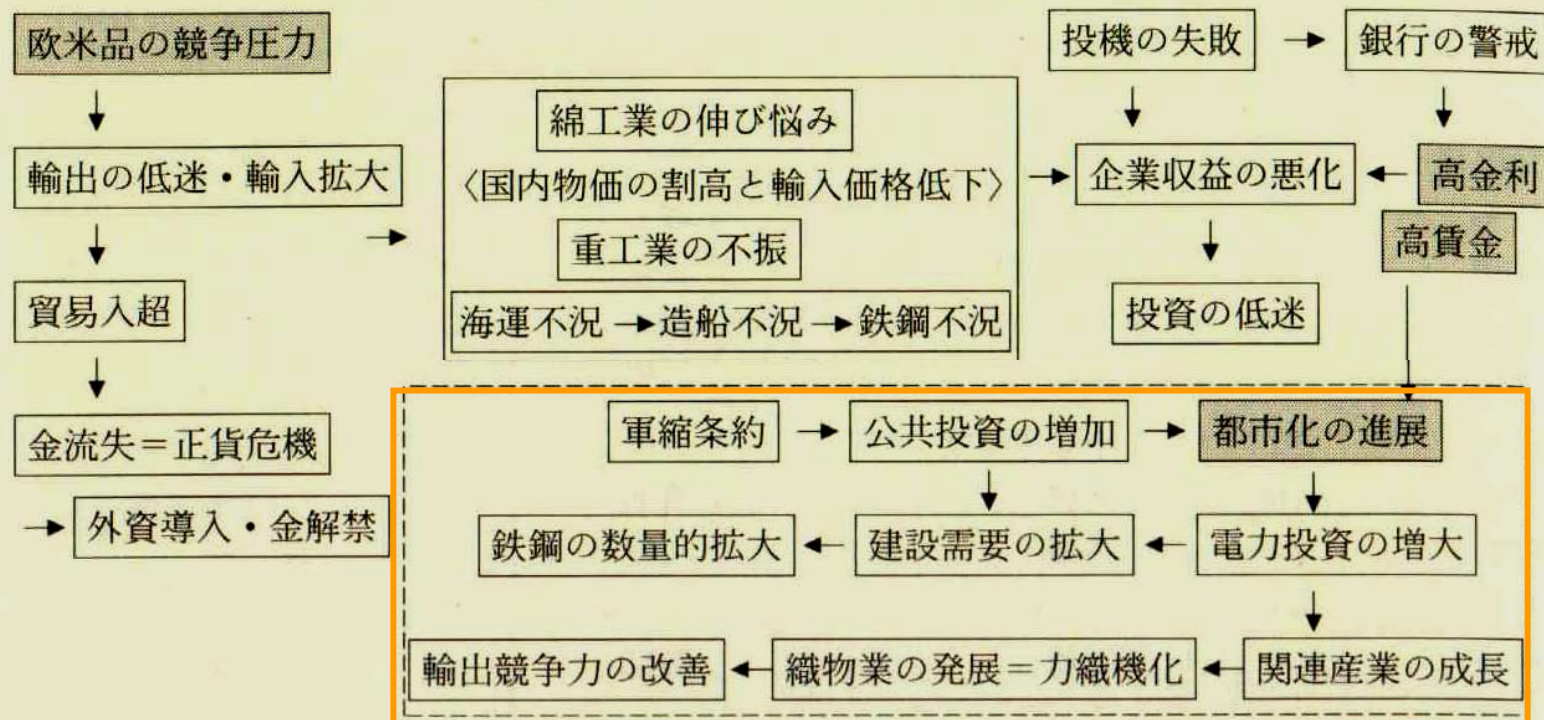 欧米品の競争圧力
↓
輸出の低迷・輸入拡大
↓
貿易入超
↓
金流失＝正貨危機
→ 外資導入・金解禁
→
綿工業の伸び悩み
〈国内物価の割高と輸入価格低下〉
重工業の不振
海運不況→造船不況→鉄鋼不況
投機の失敗 → 銀行の警戒
↓ ↓
→ 企業収益の悪化 ← 高金利
高賃金
↓
投資の低迷
軍縮条約 → 公共投資の増加 → 都市化の進展
↓ ↓
鉄鋼の数量的拡大 ← 建設需要の拡大 ← 電力投資の増大
↓
輸出競争力の改善 ← 織物業の発展＝力織機化 ← 関連産業の成長